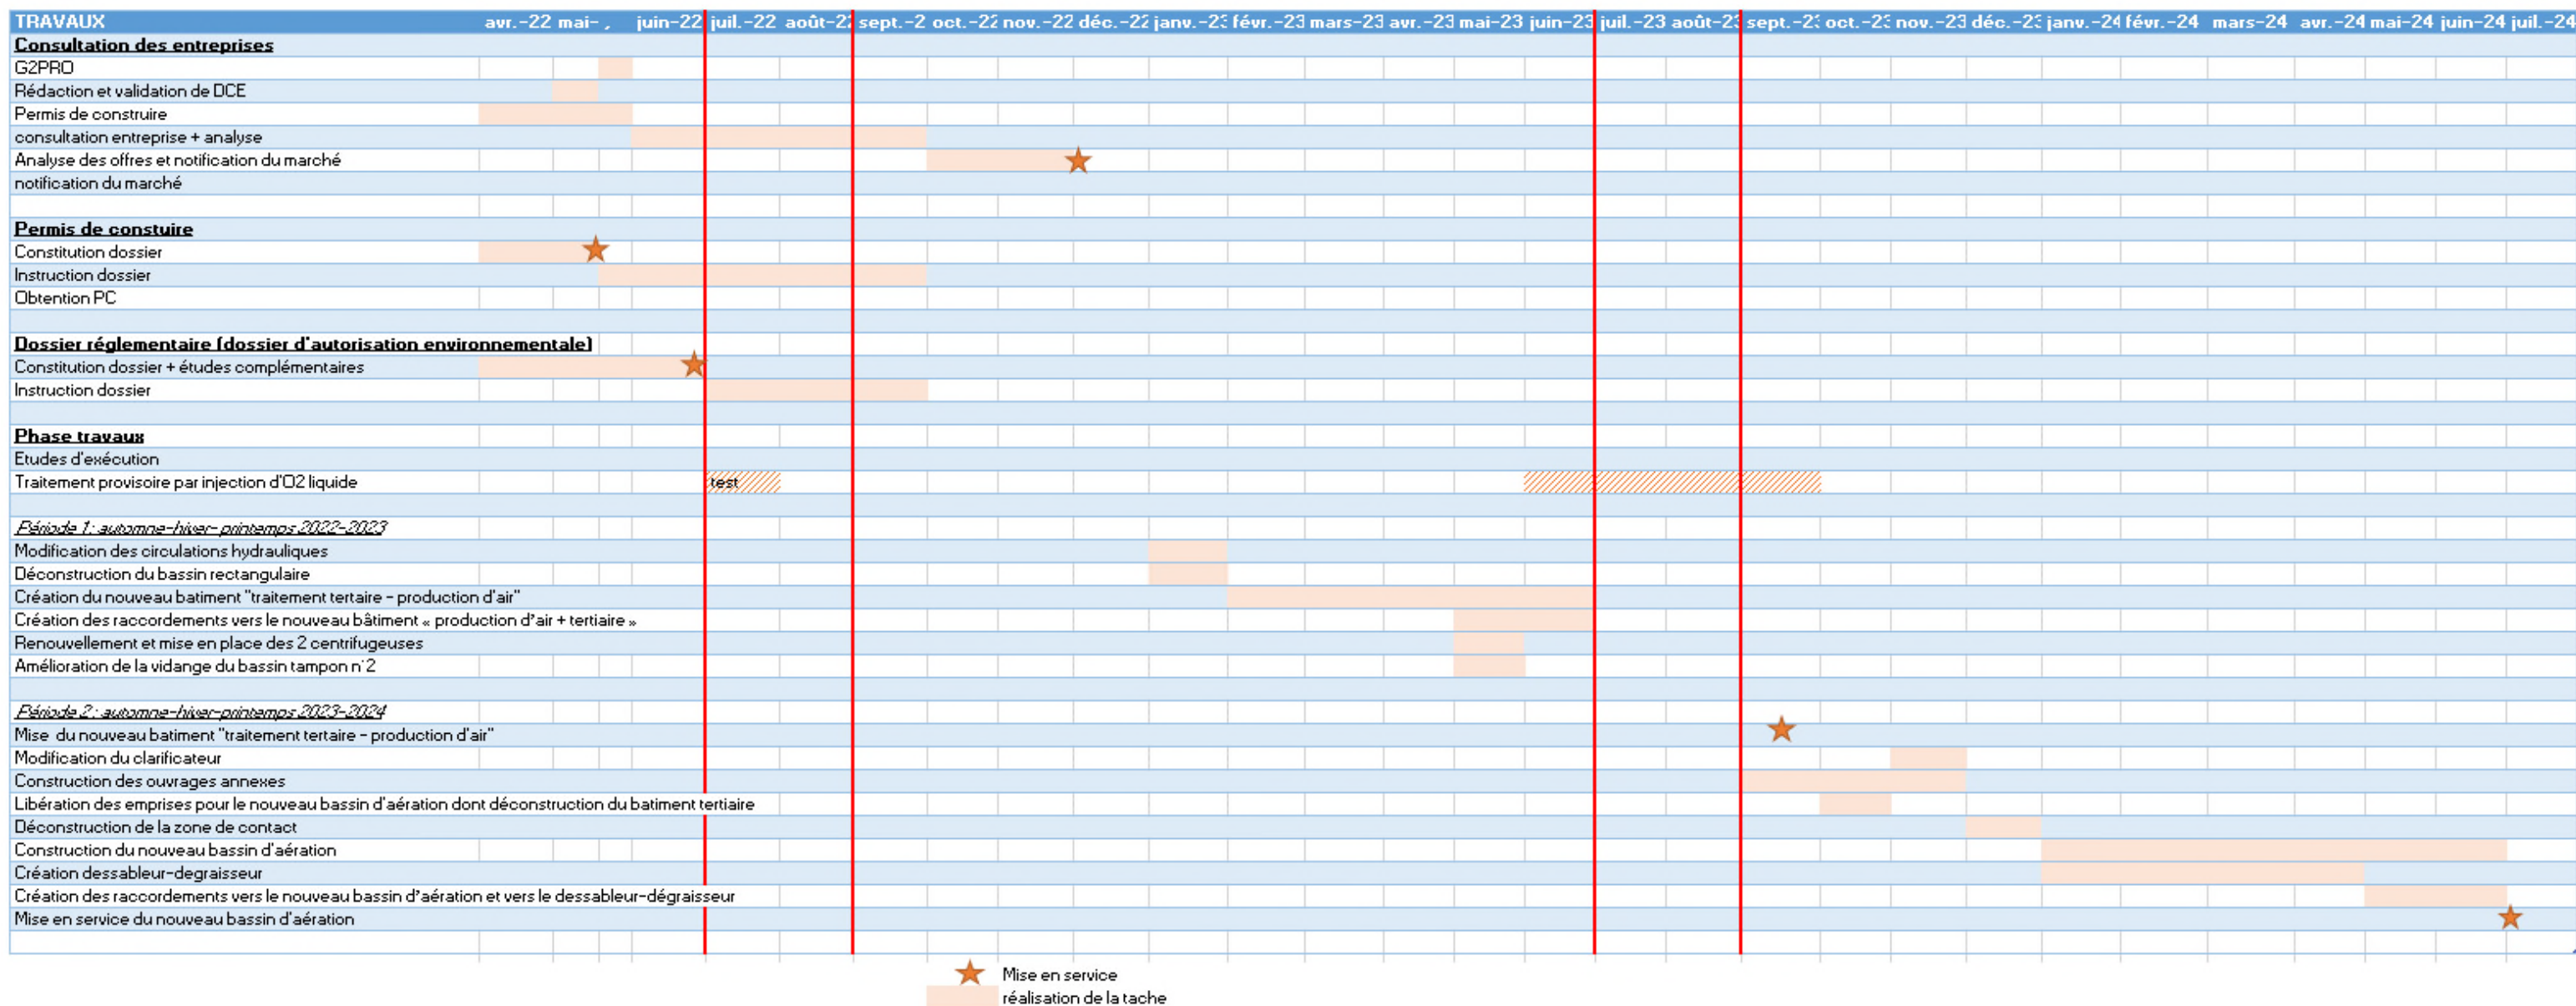 TRAVAUX avr.-22 mai- , juin-22 juil.-22 août-22 sept.-2 oct.-22 nov.-22 déc.-22 janv.-23 févr.-23 mars-23 avr.-23 mai-23 juin-23 juil.-23 août-23 sept.-23 oct.-23 nov.-23 déc.-23 janv.-24 févr.-24 mars-24 avr.-24 mai-24 juin-24 juil.-24
Consultation des entreprises
G2PRO
Rédaction et validation de DCE
Permis de construire
consultation entreprise + analyse
Analyse des offres et notification du marché
notification du marché
Permis de constuire
Constitution dossier
Instruction dossier
Obtention PC
Dossier réglementaire (dossier d'autorisation environnementale)
Constitution dossier + études complémentaires
Instruction dossier
Phase travaux
Etudes d'exécution
Traitement provisoire par injection d'O2 liquide test
Période 1: automne-hiver-printemps 2022-2023
Modification des circulations hydrauliques
Déconstruction du bassin rectangulaire
Création du nouveau batiment "traitement tertaire - production d'air"
Création des raccordements vers le nouveau bâtiment « production d'air + tertiaire »
Renouvellement et mise en place des 2 centrifugeuses
Amélioration de la vidange du bassin tampon n°2
Période 2: automne-hiver-printemps 2023-2024
Mise du nouveau batiment "traitement tertaire - production d'air"
Modification du clarificateur
Construction des ouvrages annexes
Libération des emprises pour le nouveau bassin d'aération dont déconstruction du batiment tertiaire
Déconstruction de la zone de contact
Construction du nouveau bassin d'aération
Création dessableur-degraisseur
Création des raccordements vers le nouveau bassin d'aération et vers le dessableur-dégraisseur
Mise en service du nouveau bassin d'aération
Mise en service
réalisation de la tache